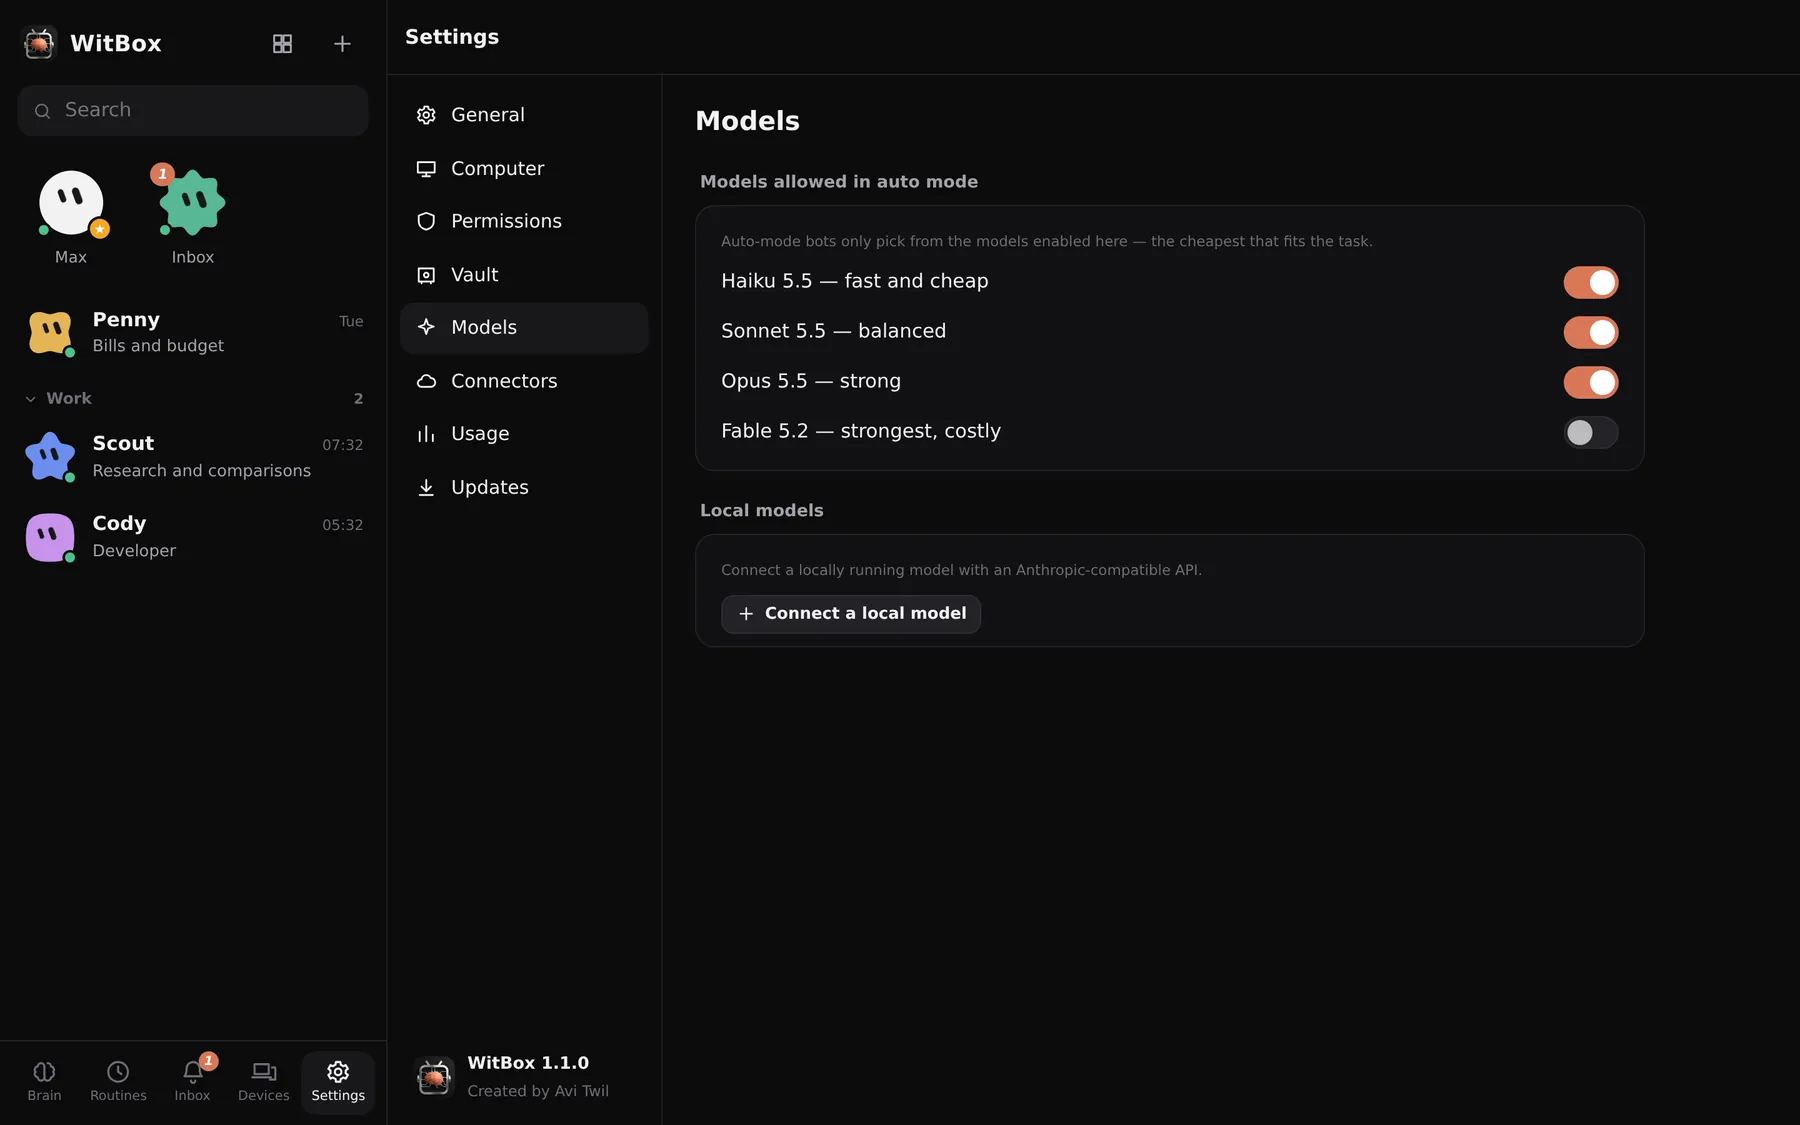 WitBox
Search
1
Max
Inbox
Penny
Tue
Bills and budget
Work
2
Scout
07:32
Research and comparisons
Cody
05:32
Developer
Brain
Routines
1
Inbox
Devices
Settings
Settings
General
Computer
Permissions
Vault
Models
Connectors
Usage
Updates
WitBox 1.1.0
Created by Avi Twil
Models
Models allowed in auto mode
Auto-mode bots only pick from the models enabled here — the cheapest that fits the task.
Haiku 5.5 — fast and cheap
Sonnet 5.5 — balanced
Opus 5.5 — strong
Fable 5.2 — strongest, costly
Local models
Connect a locally running model with an Anthropic-compatible API.
Connect a local model